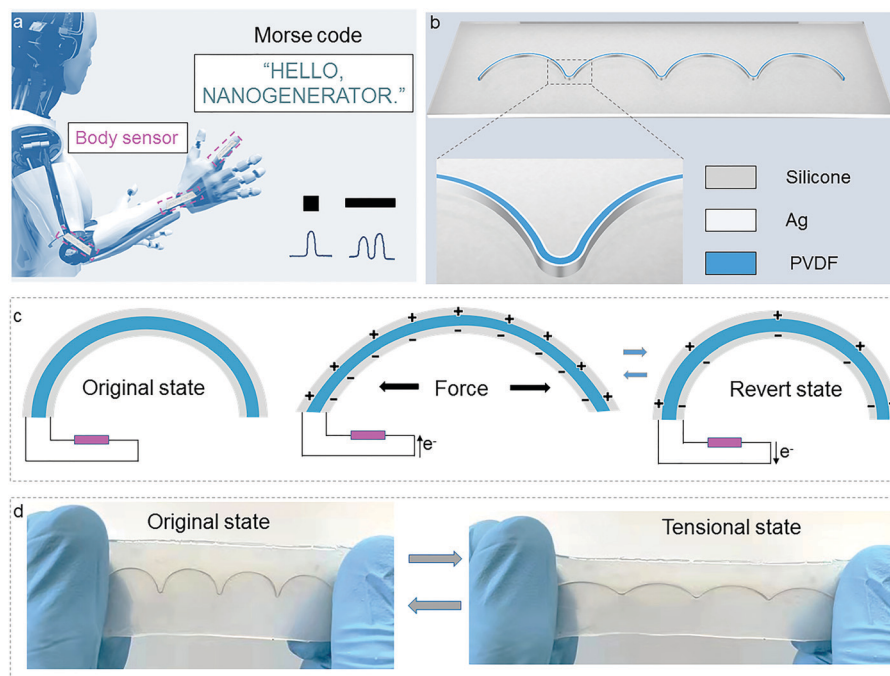 a
Morse code
“HELLO,
NANOGENERATOR.”
Body sensor
b
Silicone
Ag
PVDF
c
Original state
+ + + + + + + +
- - - - - - -
Force
e-
+ + + + +
- - - - -
Revert state
e-
d
Original state
Tensional state